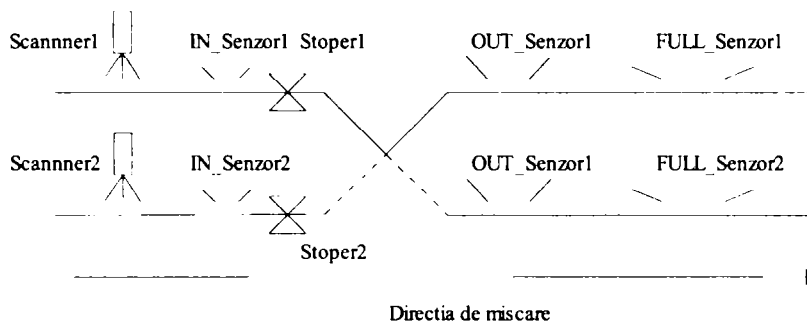 Scannner1 IN_Senzor1 Stoper1 OUT_Senzor1 FULL_Senzor1
Scannner2 IN_Senzor2 OUT_Senzor1 FULL_Senzor2
Stoper2
Directia de miscare